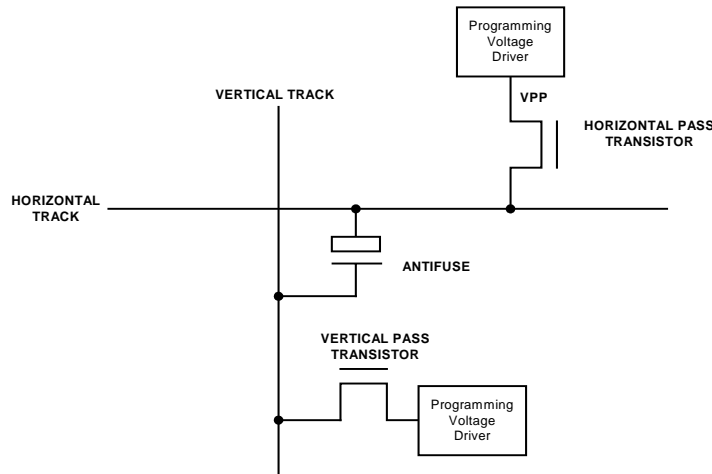 Programming
Voltage
Driver
VERTICAL TRACK
VPP
HORIZONTAL PASS
TRANSISTOR
HORIZONTAL
TRACK
ANTIFUSE
VERTICAL PASS
TRANSISTOR
Programming
Voltage
Driver